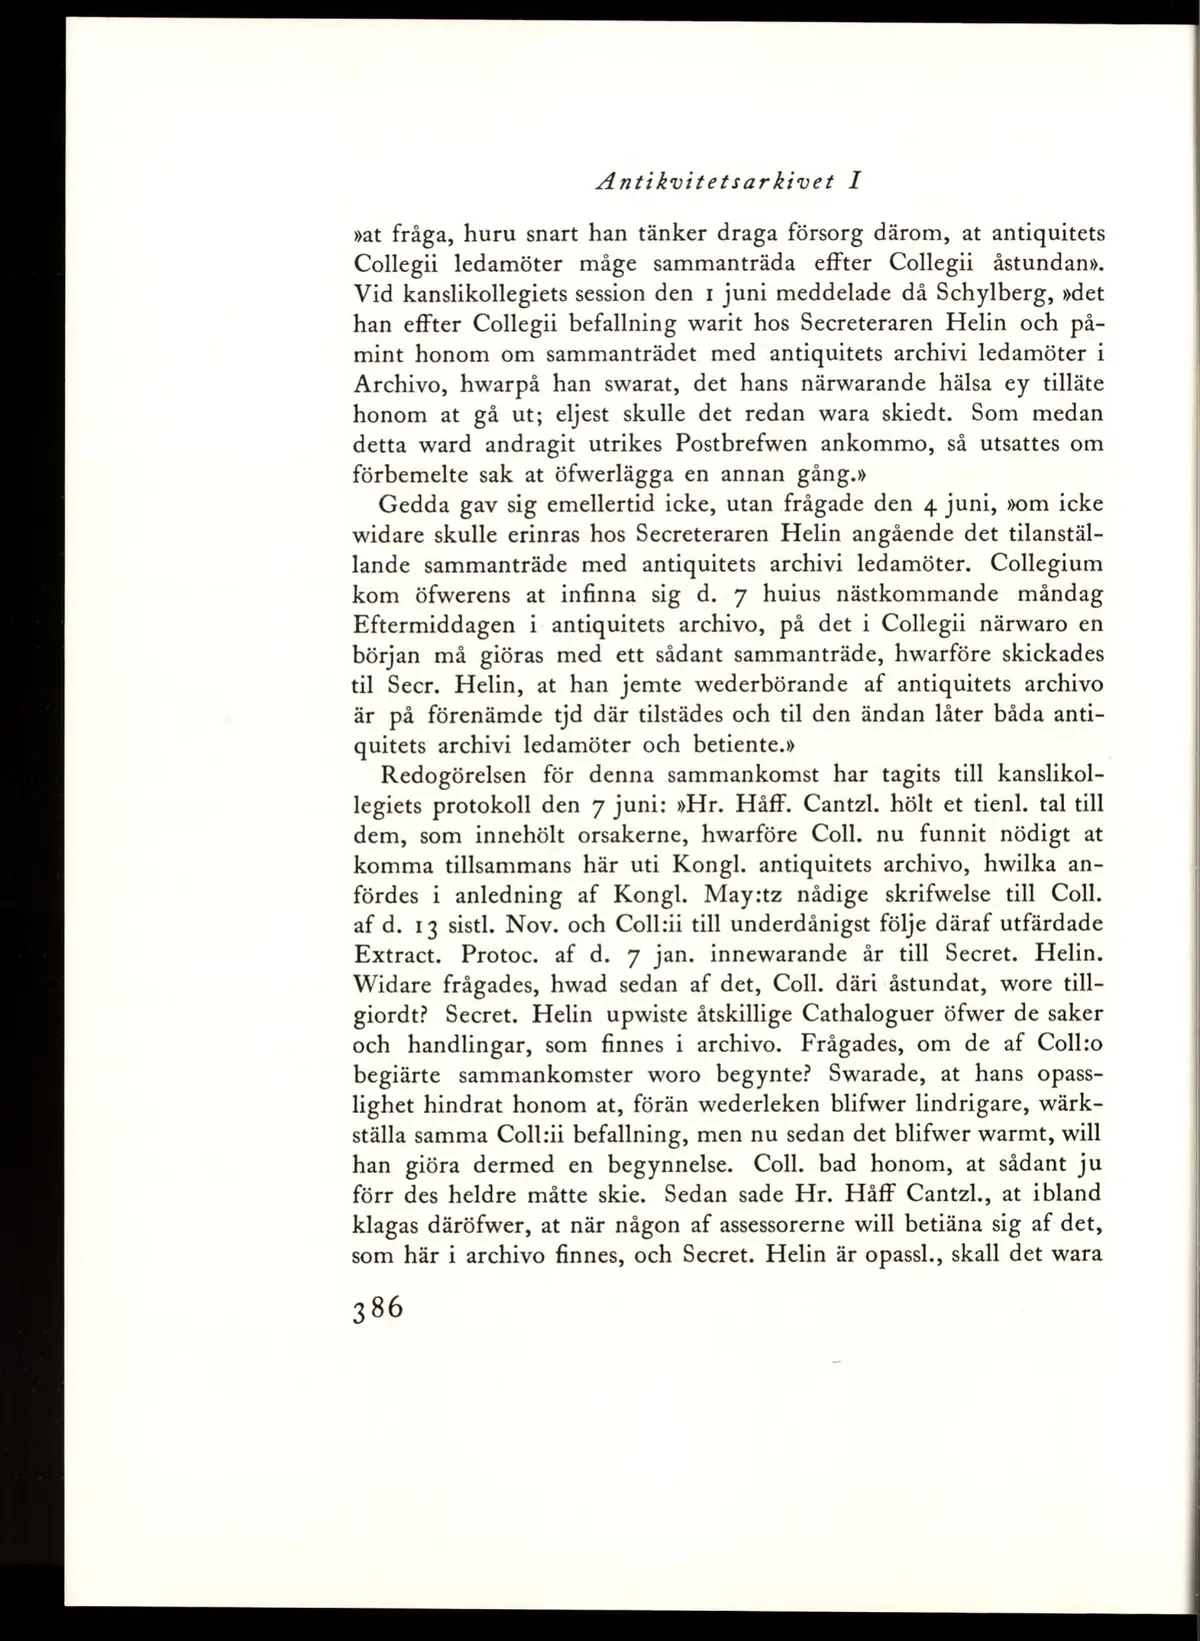 Antikvitetsarkivet I
»at fråga, huru snart han tänker draga försorg därom, at antiquitets
Collegii ledamöter måge sammanträda effter Collegii åstundan».
Vid kanslikollegiets session den 1 juni meddelade då Schylberg, »det
han effter Collegii befallning warit hos Secreteraren Helin och på-
mint honom om sammanträdet med antiquitets archivi ledamöter i
Archivo, hwarpå han swarat, det hans närwarande hälsa ey tilläte
honom at gå ut; eljest skulle det redan wara skiedt. Som medan
detta ward andragit utrikes Postbrefwen ankommo, så utsattes om
förbemelte sak at öfwerlägga en annan gång.»
Gedda gav sig emellertid icke, utan frågade den 4 juni, »om icke
widare skulle erinras hos Secreteraren Helin angående det tilanstäl-
lande sammanträde med antiquitets archivi ledamöter. Collegium
kom öfwerens at infinna sig d. 7 huius nästkommande måndag
Eftermiddagen i antiquitets archivo, på det i Collegii närwaro en
början må giöras med ett sådant sammanträde, hwarföre skickades
til Secr. Helin, at han jemte wederbörande af antiquitets archivo
är på förenämde tjd där tilstädes och til den ändan låter båda anti-
quitets archivi ledamöter och betiente.»
Redogörelsen för denna sammankomst har tagits till kanslikol-
legiets protokoll den 7 juni: »Hr. Håff. Cantzl. hölt et tienl. tal till
dem, som innehölt orsakerne, hwarföre Coll. nu funnit nödigt at
komma tillsammans här uti Kongl. antiquitets archivo, hwilka an-
fördes i anledning af Kongl. May:tz nådige skrifwelse till Coll.
af d. 13 sistl. Nov. och Coll:ii till underdånigst följe däraf utfärdade
Extract. Protoc. af d. 7 jan. innewarande år till Secret. Helin.
Widare frågades, hwad sedan af det, Coll. däri åstundat, wore till-
giordt? Secret. Helin upwiste åtskillige Cathaloguer öfwer de saker
och handlingar, som finnes i archivo. Frågades, om de af Coll:o
begiärte sammankomster woro begynte? Swarade, at hans opass-
lighet hindrat honom at, förän wederleken blifwer lindrigare, wärk-
ställa samma Coll:ii befallning, men nu sedan det blifwer warmt, will
han giöra dermed en begynnelse. Coll. bad honom, at sådant ju
förr des heldre måtte skie. Sedan sade Hr. Håff Cantzl., at ibland
klagas däröfwer, at när någon af assessorerne will betiäna sig af det,
som här i archivo finnes, och Secret. Helin är opassl., skall det wara
386